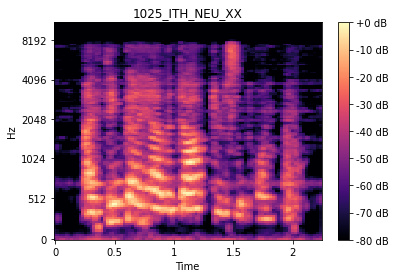 1025_ITH_NEU_XX
+0 dB
8192
-10 dB
4096
-20 dB
-30 dB
2048
-40 dB
Hz
1024
-50 dB
512
-60 dB
-70 dB
0
-80 dB
0
0.5
1
1.5
2
Time